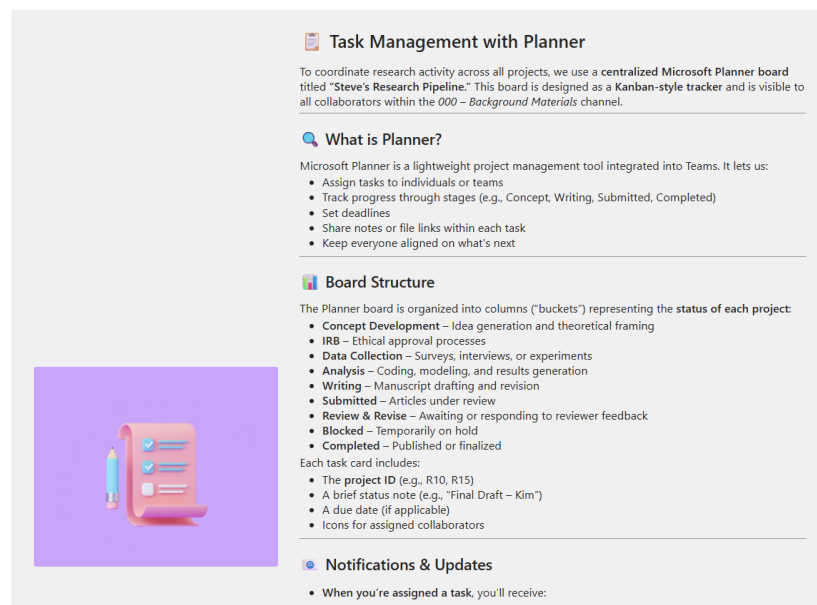 Task Management with Planner
To coordinate research activity across all projects, we use a centralized Microsoft Planner board
titled “Steve’s Research Pipeline.” This board is designed as a Kanban-style tracker and is visible to
all collaborators within the 000 – Background Materials channel.
What is Planner?
Microsoft Planner is a lightweight project management tool integrated into Teams. It lets us:
• Assign tasks to individuals or teams
• Track progress through stages (e.g., Concept, Writing, Submitted, Completed)
• Set deadlines
• Share notes or file links within each task
• Keep everyone aligned on what's next
Board Structure
The Planner board is organized into columns (“buckets”) representing the status of each project:
• Concept Development – Idea generation and theoretical framing
• IRB – Ethical approval processes
• Data Collection – Surveys, interviews, or experiments
• Analysis – Coding, modeling, and results generation
• Writing – Manuscript drafting and revision
• Submitted – Articles under review
• Review & Revise – Awaiting or responding to reviewer feedback
• Blocked – Temporarily on hold
• Completed – Published or finalized
Each task card includes:
• The project ID (e.g., R10, R15)
• A brief status note (e.g., “Final Draft – Kim”)
• A due date (if applicable)
• Icons for assigned collaborators
Notifications & Updates
• When you’re assigned a task, you’ll receive: